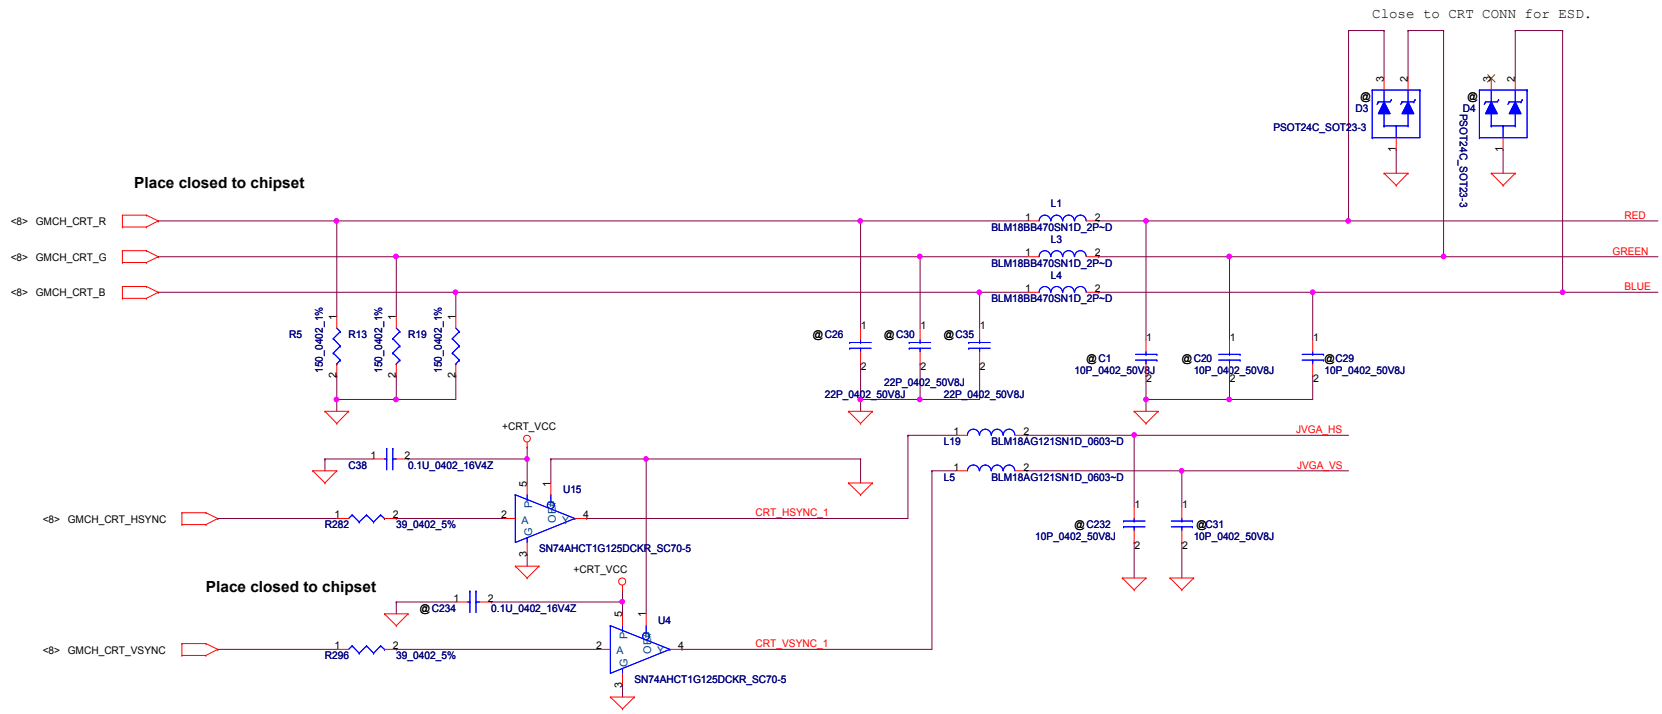 Close to CRT CONN for ESD.
3 2 3 2
@ D3 @ D4
PSOT24C_SOT23-3
PSOT24C_SOT23-3
1 1
Place closed to chipset
<8> GMCH_CRT_R 1 L1 2 RED
BLM18BB470SN1D_2P~D
<8> GMCH_CRT_G 1 L3 2 GREEN
BLM18BB470SN1D_2P~D
<8> GMCH_CRT_B 1 L4 2 BLUE
BLM18BB470SN1D_2P~D
1 1 1 1 1 1 1 1 1
R5 150_0402_1% R13 150_0402_1% R19 150_0402_1%
@C26 @C30 @C35
2 2 2 2 2 2 2 2 2
22P_0402_50V8J 22P_0402_50V8J 22P_0402_50V8J
@C1 @C20 @C29
10P_0402_50V8J 10P_0402_50V8J 10P_0402_50V8J
+CRT_VCC
1 2
C38 0.1U_0402_16V4Z
1 2 JVGA_HS
L19 BLM18AG121SN1D_0603~D
1 2 JVGA_VS
L5 BLM18AG121SN1D_0603~D
5 1 U15
<8> GMCH_CRT_HSYNC 1 2 2 A P OE# Y G 4 CRT_HSYNC_1
R282 39_0402_5%
3
SN74AHCT1G125DCKR_SC70-5
1 1
@C232 @C31
10P_0402_50V8J 10P_0402_50V8J
2 2
+CRT_VCC
Place closed to chipset
1 2
@C234 0.1U_0402_16V4Z
5 1 U4
<8> GMCH_CRT_VSYNC 1 2 2 A P OE# Y G 4 CRT_VSYNC_1
R296 39_0402_5%
3
SN74AHCT1G125DCKR_SC70-5